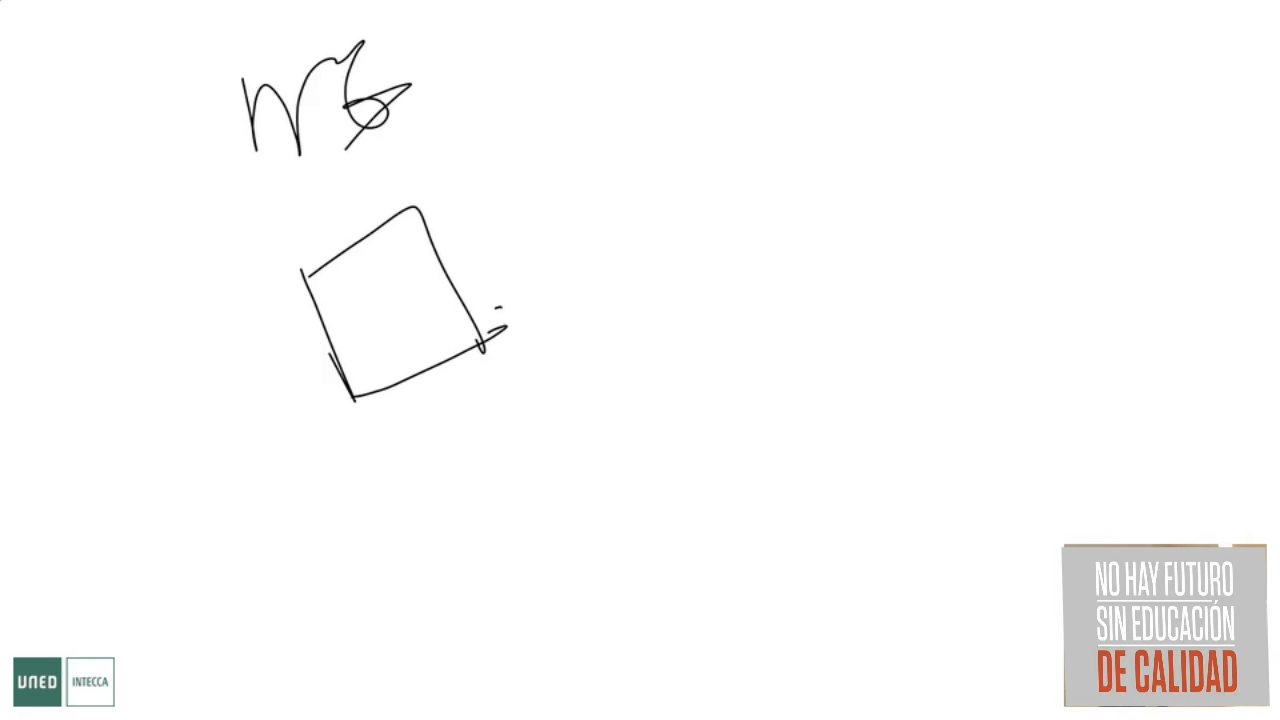 NO HAY FUTURO
SIN EDUCACIÓN
DE CALIDAD
UNED INTECCA